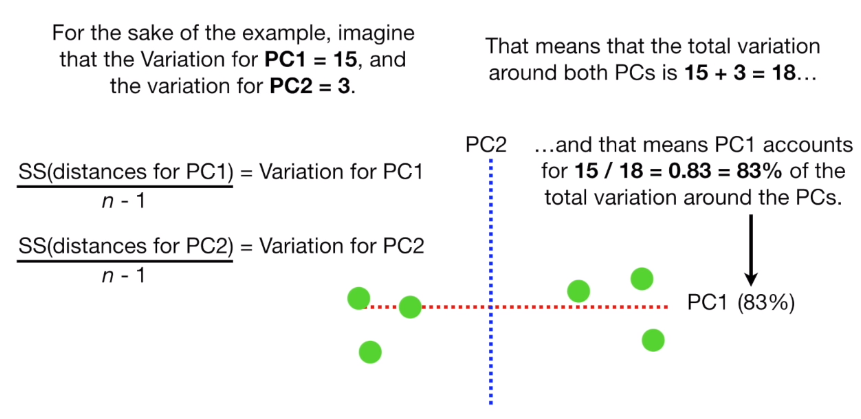 For the sake of the example, imagine
that the Variation for PC1 = 15, and
the variation for PC2 = 3.
That means that the total variation
around both PCs is 15 + 3 = 18…
PC2
…and that means PC1 accounts
for 15 / 18 = 0.83 = 83% of the
total variation around the PCs.
SS(distances for PC1) = Variation for PC1
n - 1
SS(distances for PC2) = Variation for PC2
n - 1
PC1 (83%)